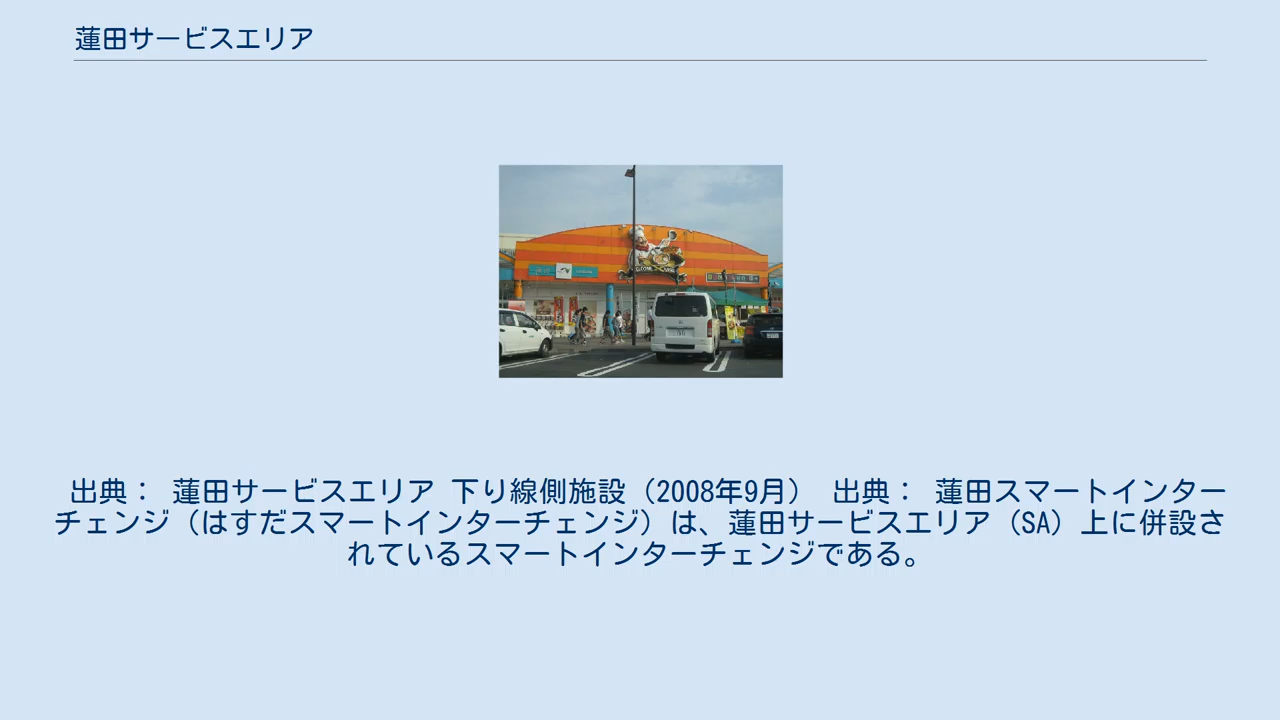 蓮田サービスエリア
出典： 蓮田サービスエリア 下り線側施設（2008年9月） 出典： 蓮田スマートインター
チェンジ（はすだスマートインターチェンジ）は、蓮田サービスエリア（SA）上に併設さ
れているスマートインターチェンジである。